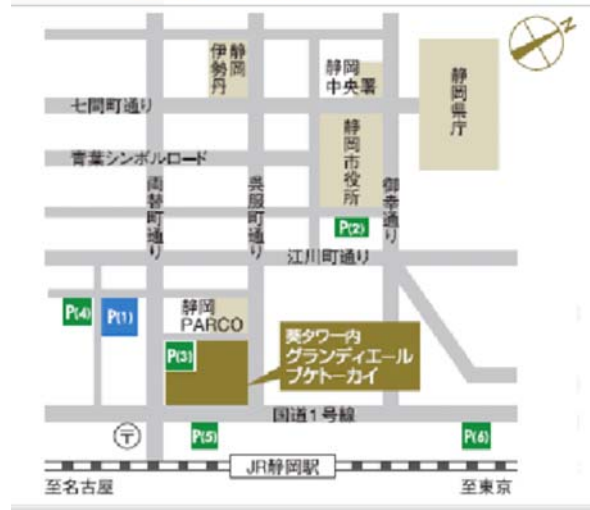 N
静岡
伊勢丹
静岡
中央署
静岡県庁
七間町通り
静岡市役所
青葉シンボルロード
両替町通り
呉服町通り
御幸通り
P(2)
江川町通り
静岡
PARCO
P(4)
P(1)
P(3)
葵タワー内
グランディエール
ブケトーカイ
国道1号線
〒
P(5)
P(6)
JR静岡駅
至名古屋
至東京